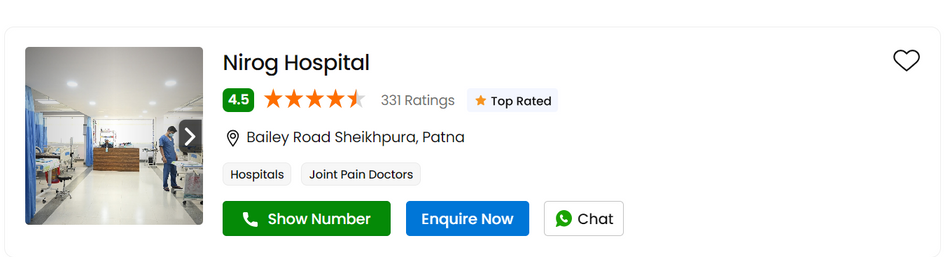 Nirog Hospital
4.5 331 Ratings Top Rated
Bailey Road Sheikhpura, Patna
Hospitals Joint Pain Doctors
Show Number Enquire Now Chat